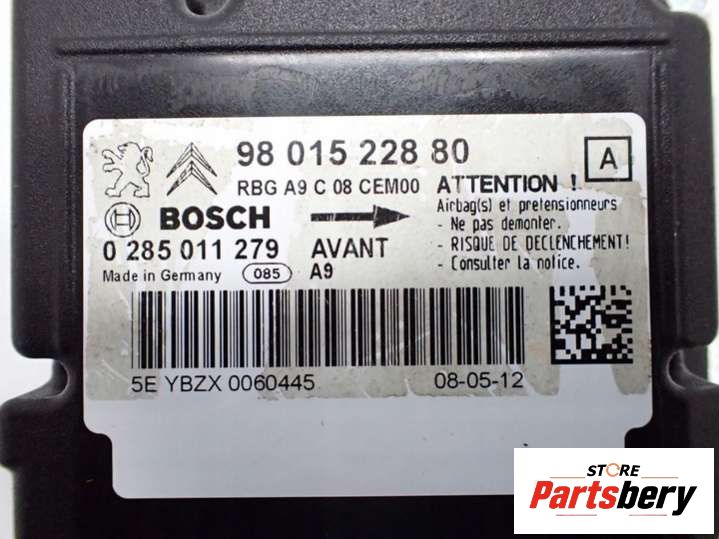 98 015 228 80
A
RBG A9 C 08 CEM00
ATTENTION !
BOSCH
Airbag(s) et pretensionneurs
- Ne pas demonter.
0 285 011 279
AVANT
- RISQUE DE DECLENCHEMENT!
Made in Germany
085
A9
- Consulter la notice.
5E YBZX 0060445
08-05-12
STORE
Partsbery